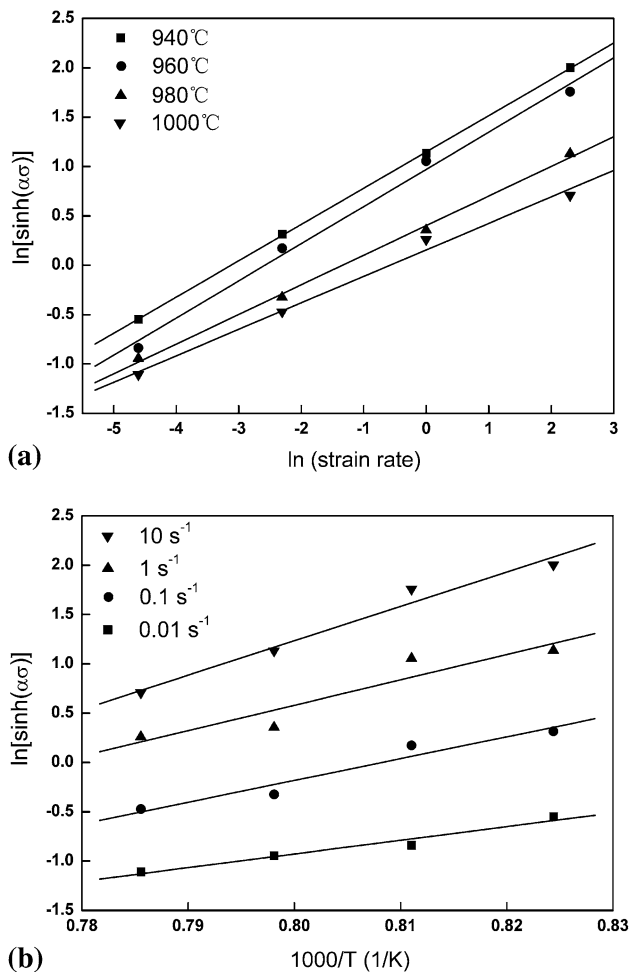 940℃
960℃
980℃
1000℃
2.0
1.5
1.0
0.5
0.0
-0.5
-1.0
-1.5
ln[sinh(ασ)]
-5 -4 -3 -2 -1 0 1 2 3
(a) ln (strain rate)
2.5
2.0
1.5
1.0
0.5
0.0
-0.5
-1.0
-1.5
ln[sinh(ασ)]
10 s⁻¹
1 s⁻¹
0.1 s⁻¹
0.01 s⁻¹
0.78 0.79 0.80 0.81 0.82 0.83
(b) 1000/T (1/K)